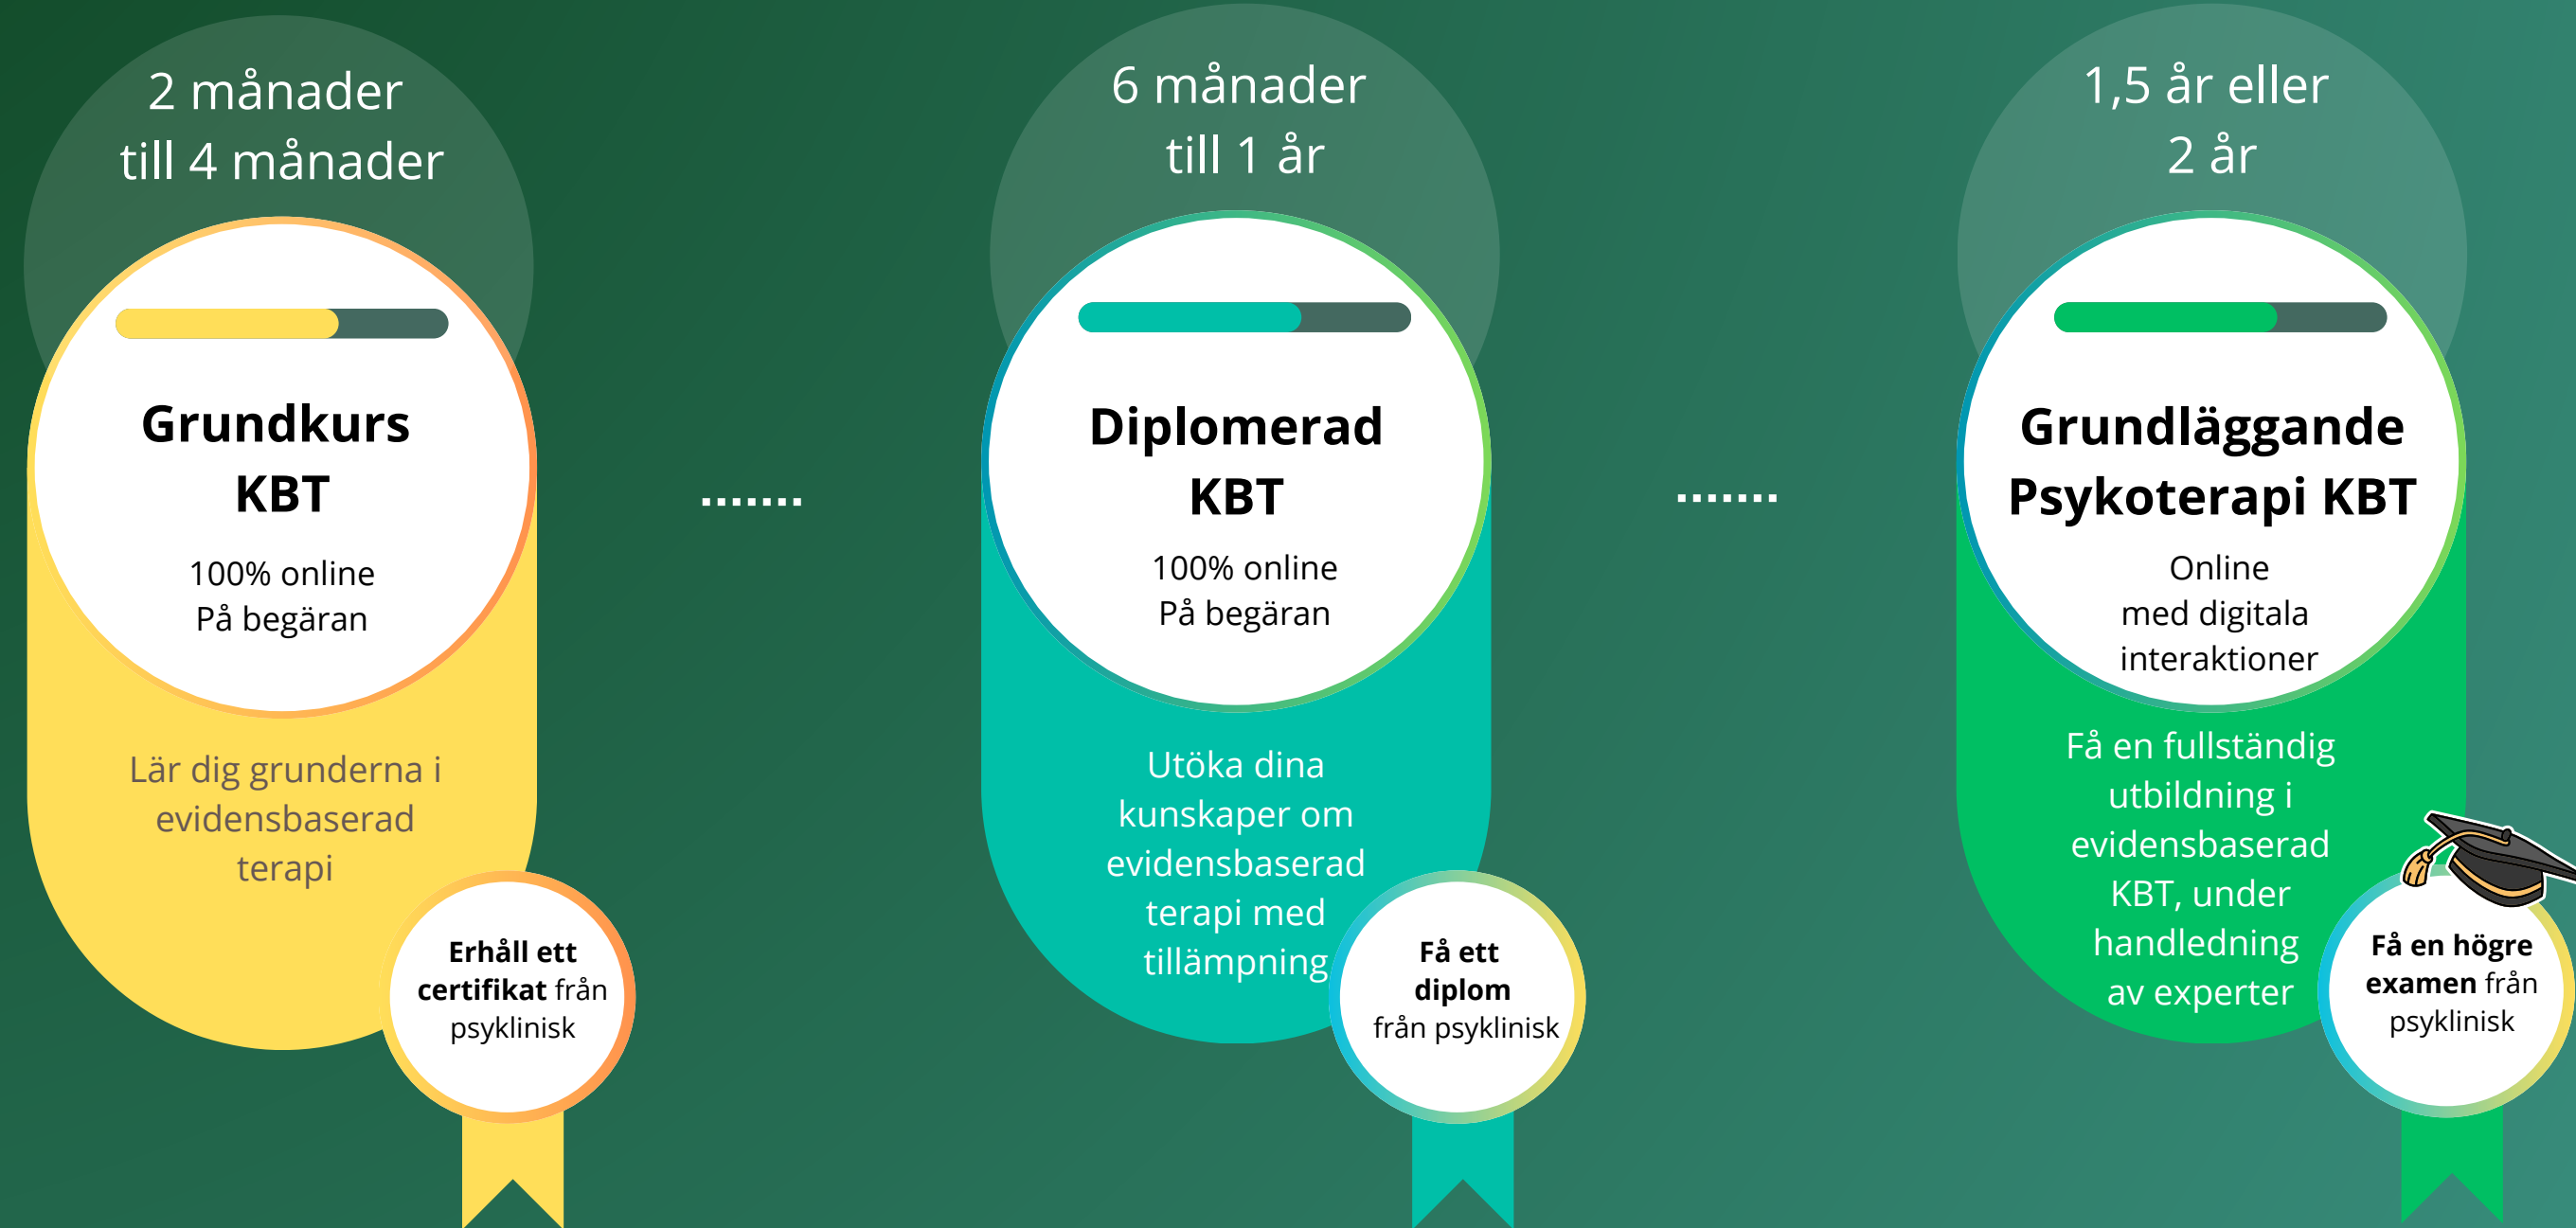 2 månader
till 4 månader
Grundkurs
KBT
100% online
På begäran
Lär dig grunderna i
evidensbaserad
terapi
Erhåll ett
certifikat från
psyklinisk
.......
6 månader
till 1 år
Diplomerad
KBT
100% online
På begäran
Utöka dina
kunskaper om
evidensbaserad
terapi med
tillämpning
Få ett
diplom
från psyklinisk
.......
1,5 år eller
2 år
Grundläggande
Psykoterapi KBT
Online
med digitala
interaktioner
Få en fullständig
utbildning i
evidensbaserad
KBT, under
handledning
av experter
Få en högre
examen från
psyklinisk